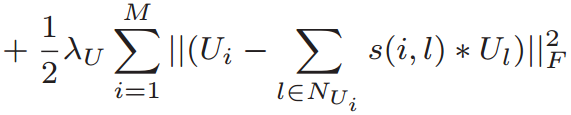 + \frac{1}{2} \lambda_U \sum_{i=1}^{M} ||(U_i - \sum_{l \in N_{U_i}} s(i, l) * U_l)||_F^2